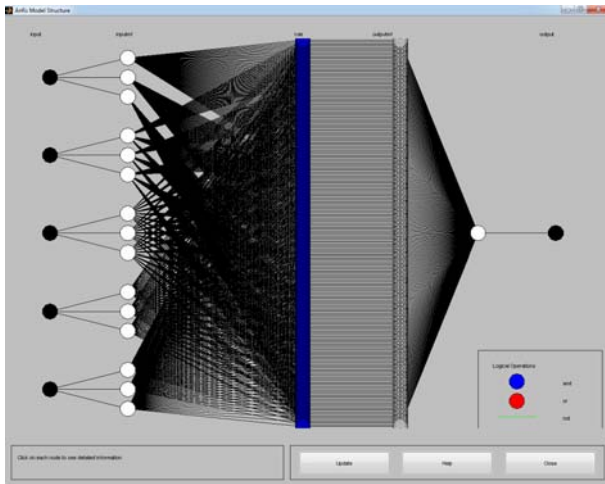 Anfis Model Structure
input
inputmf
rule
outputmf
output
Logical Operations
and
or
not
Click on each node to see detailed information
Update
Help
Close